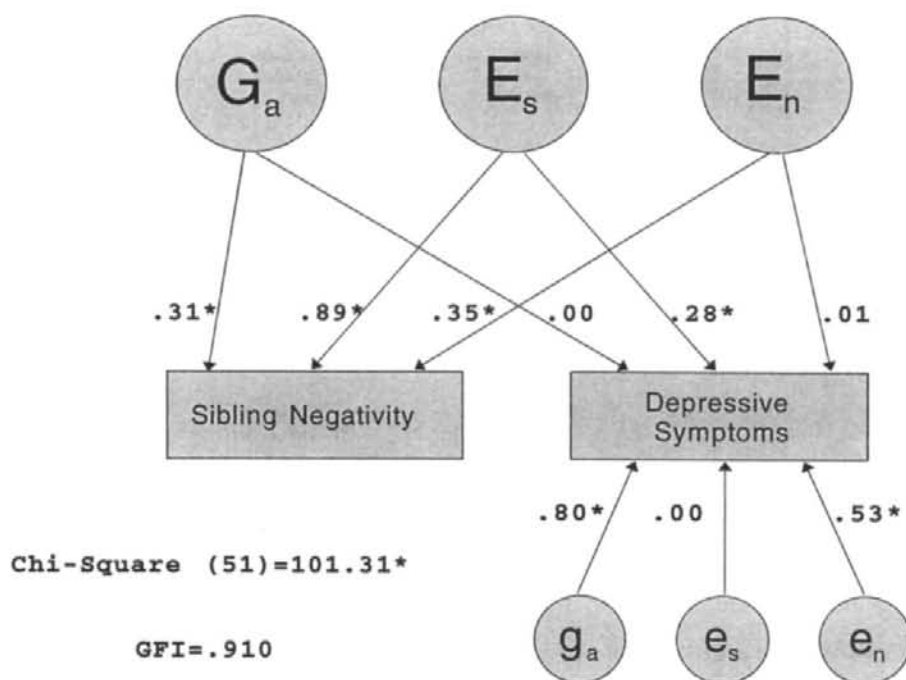 Ga Es En
.31* .89* .35* .00 .28* .01
Sibling Negativity
Depressive
Symptoms
.80* .00 .53*
Chi-Square (51)=101.31*
ga es en
GFI=.910